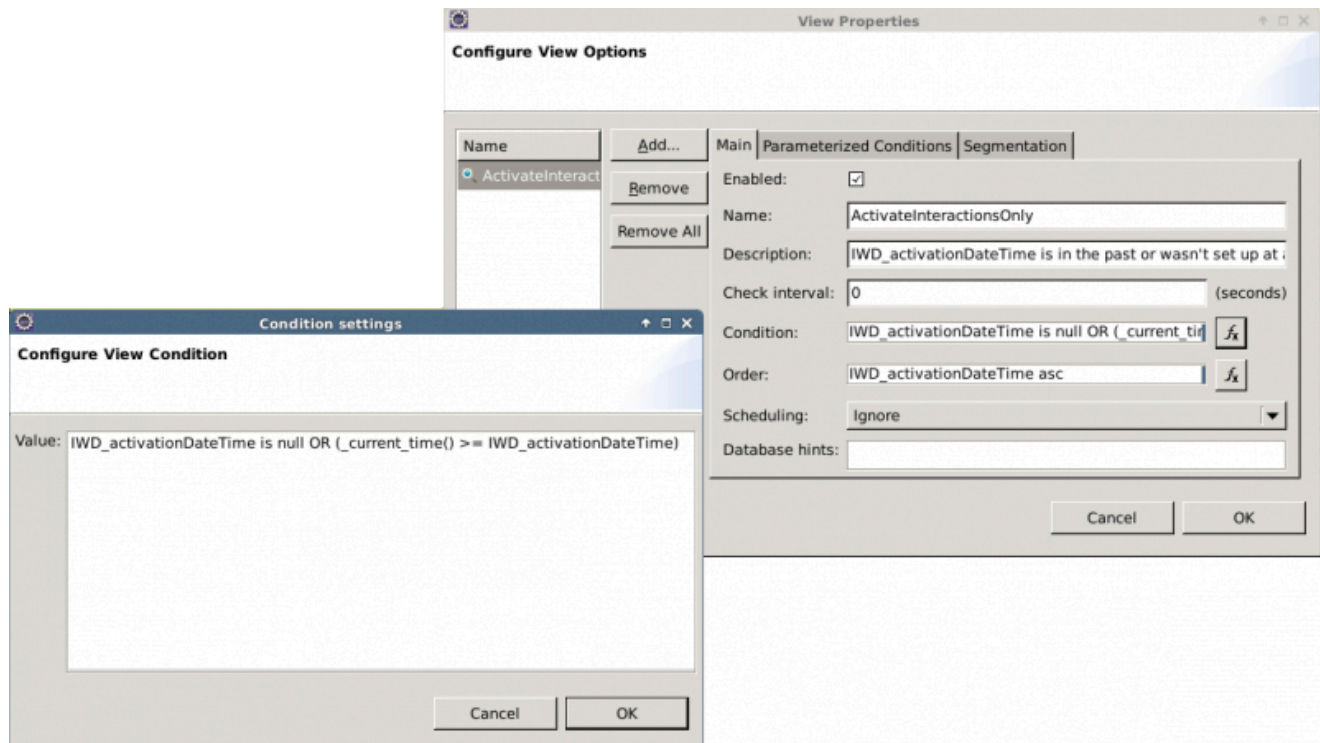 View Properties
Configure View Options
Name
ActivateInteract
Add...
Remove
Remove All
Main
Parameterized Conditions
Segmentation
Enabled:
Name:
ActivateInteractionsOnly
Description:
IWD_activationDateTime is in the past or wasn't set up at
Check interval:
0
(seconds)
Condition:
IWD_activationDateTime is null OR (_current_tir
fx
Order:
IWD_activationDateTime asc
fx
Scheduling:
Ignore
Database hints:
Cancel
OK
Condition settings
Configure View Condition
Value:
IWD_activationDateTime is null OR (_current_time() >= IWD_activationDateTime)
Cancel
OK